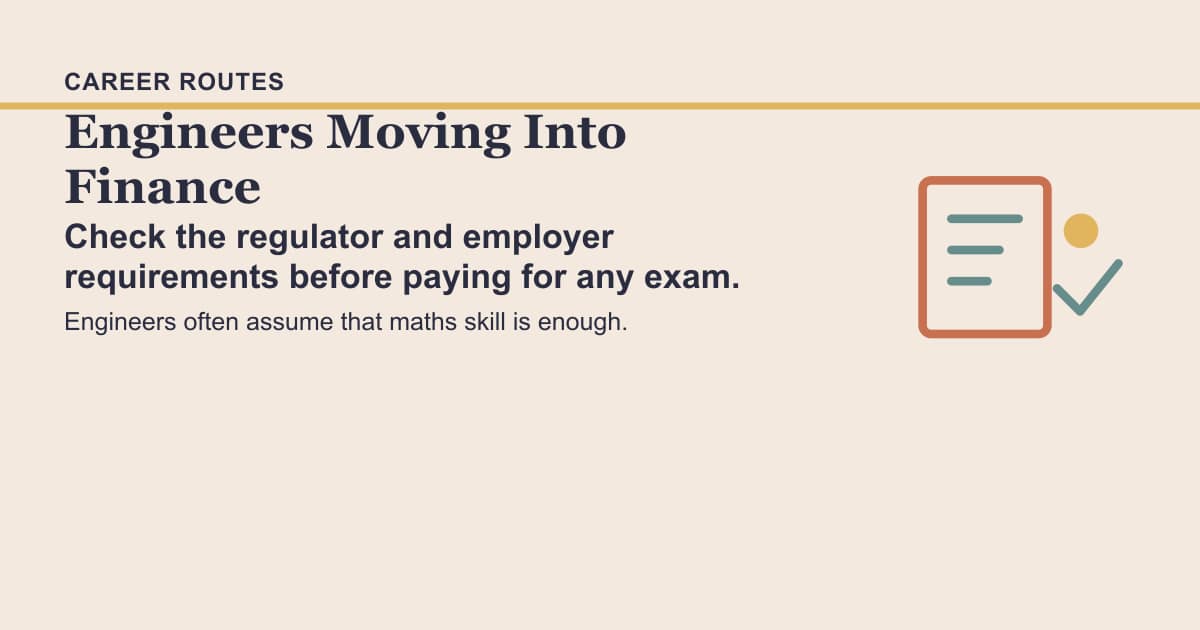 CAREER ROUTES
Engineers Moving Into
Finance
Check the regulator and employer
requirements before paying for any exam.
Engineers often assume that maths skill is enough.